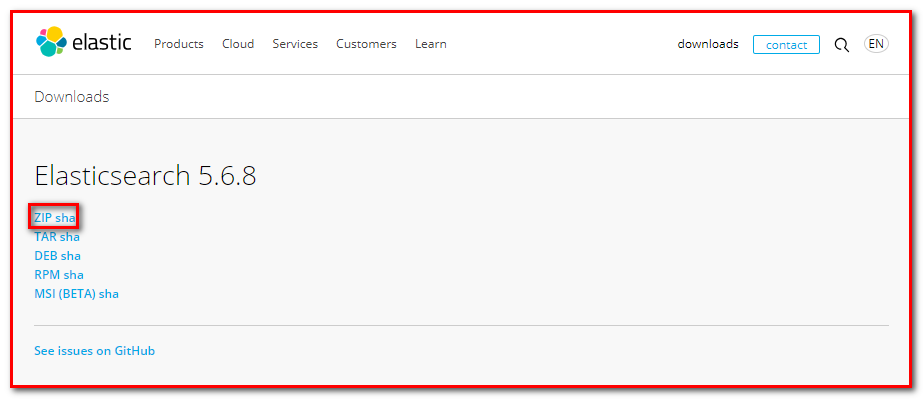 elastic Products Cloud Services Customers Learn downloads contact EN
Downloads
Elasticsearch 5.6.8
ZIP sha
TAR sha
DEB sha
RPM sha
MSI (BETA) sha
See issues on GitHub